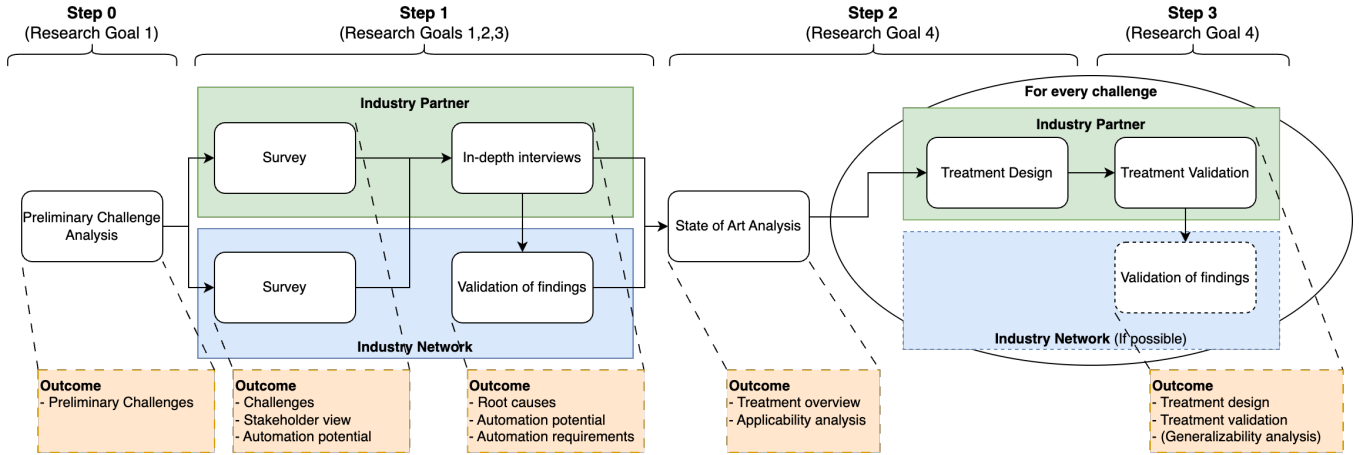 Step 0
(Research Goal 1)
Step 1
(Research Goals 1,2,3)
Step 2
(Research Goal 4)
Step 3
(Research Goal 4)
Preliminary Challenge
Analysis
Industry Partner
Survey
In-depth interviews
Survey
Validation of findings
Industry Network
State of Art Analysis
For every challenge
Industry Partner
Treatment Design
Treatment Validation
Validation of findings
Industry Network (If possible)
Outcome
- Preliminary Challenges
Outcome
- Challenges
- Stakeholder view
- Automation potential
Outcome
- Root causes
- Automation potential
- Automation requirements
Outcome
- Treatment overview
- Applicability analysis
Outcome
- Treatment design
- Treatment validation
- (Generalizability analysis)